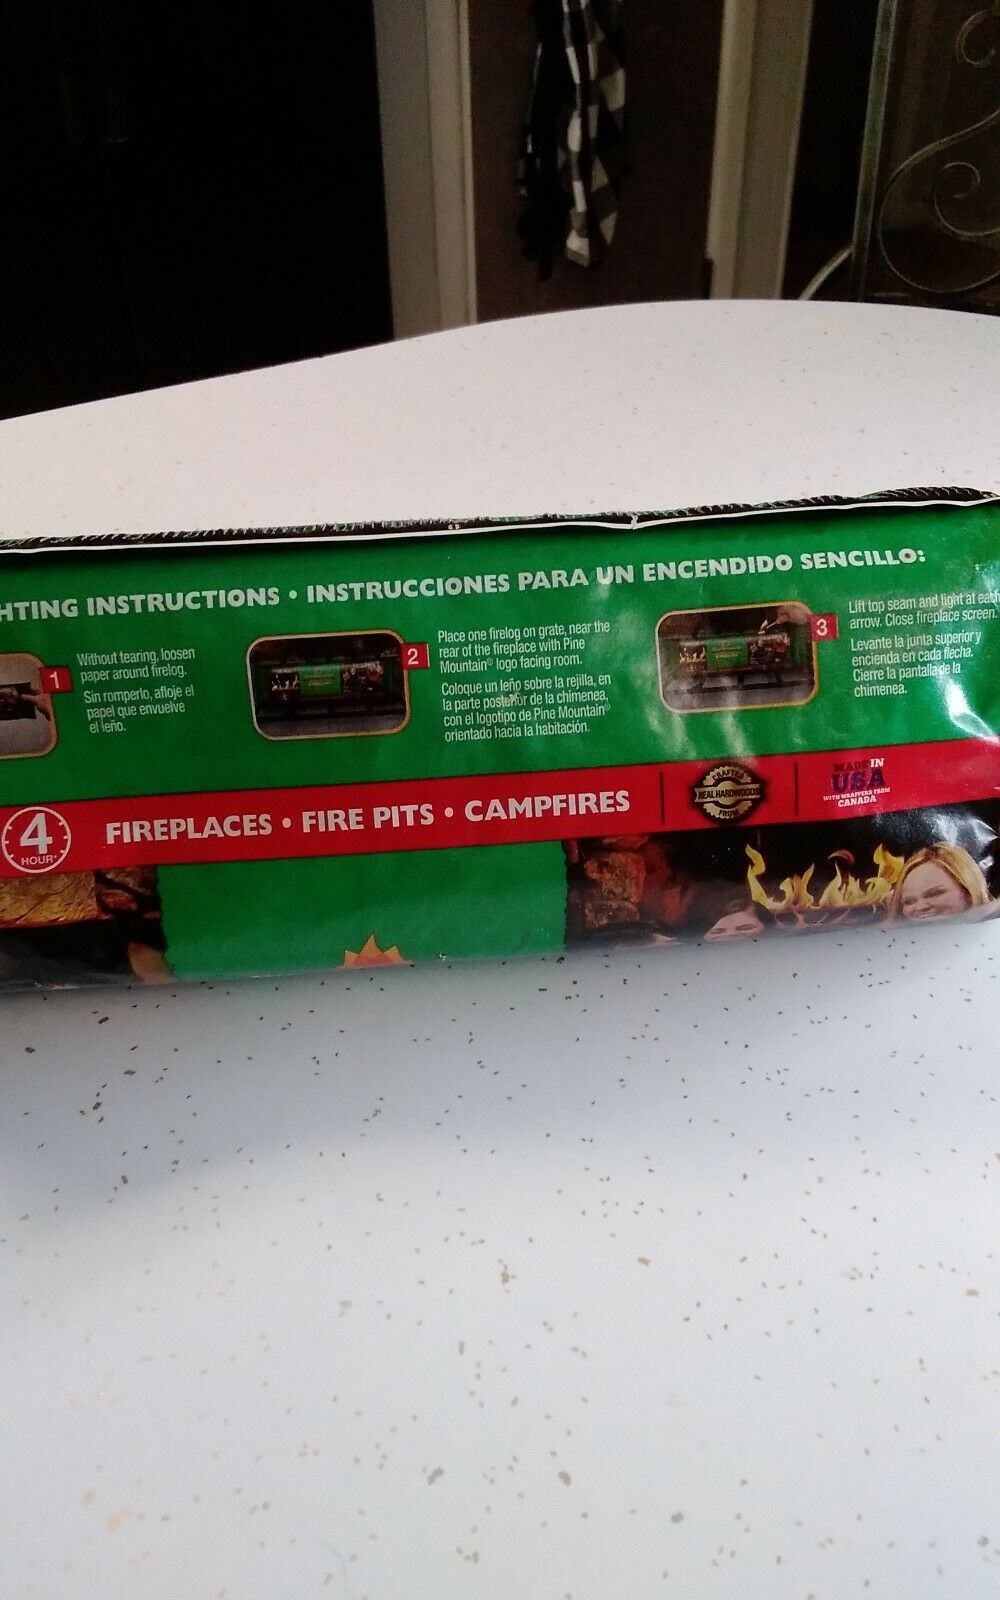 HTING INSTRUCTIONS • INSTRUCCIONES PARA UN ENCENDIDO SENCILLO:
1
Without tearing, loosen
paper around firelog.
Sin romperlo, afloje el
papel que envuelve
el leño.
2
Place one firelog on grate, near the
rear of the fireplace with Pine
Mountain® logo facing room.
Coloque un leño sobre la rejilla, en
la parte posterior de la chimenea,
con el logotipo de Pine Mountain®
orientado hacia la habitación.
3
Lift top seam and light at each
arrow. Close fireplace screen.
Levante la junta superior y
encienda en cada flecha.
Cierre la pantalla de la
chimenea.
4
HOUR*
FIREPLACES • FIRE PITS • CAMPFIRES
CRAFTED
REAL HARDWOODS
FROM
MADE IN
USA
WITH WRAPPERS FROM
CANADA